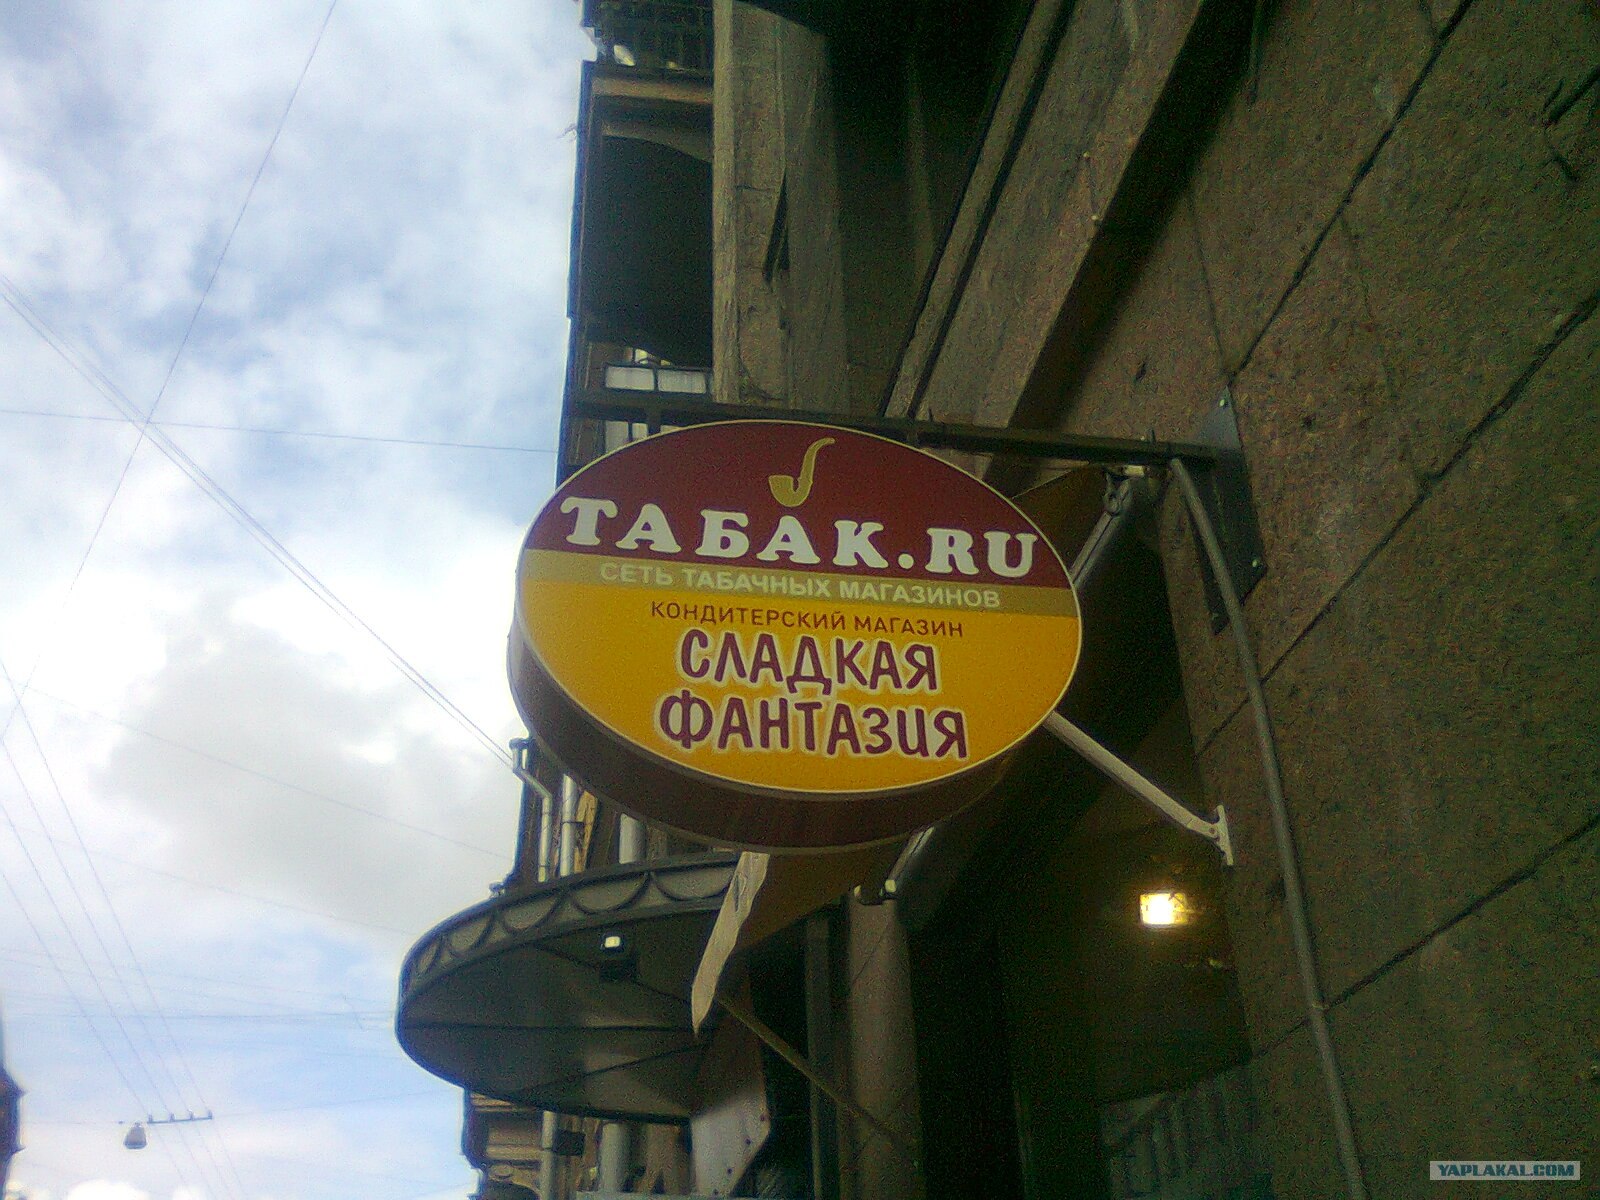 ТАБАК.RU
СЕТЬ ТАБАЧНЫХ МАГАЗИНОВ
КОНДИТЕРСКИЙ МАГАЗИН
СЛАДКАЯ
ФАНТАЗИЯ
YAPLAKAL.COM